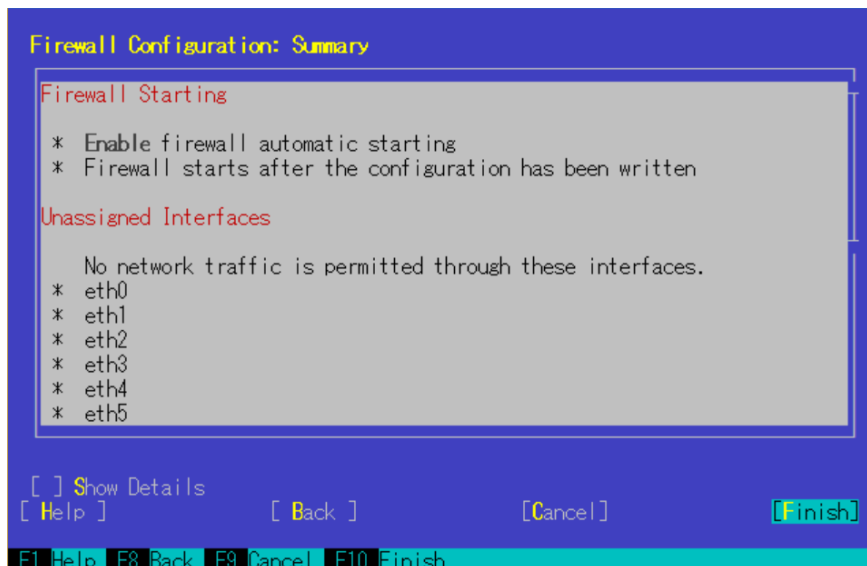 Firewall Configuration: Summary
Firewall Starting
* Enable firewall automatic starting
* Firewall starts after the configuration has been written
Unassigned Interfaces
No network traffic is permitted through these interfaces.
* eth0
* eth1
* eth2
* eth3
* eth4
* eth5
[ ] Show Details
[ Help ] [ Back ] [Cancel] [Finish]
F1 Help F8 Back F9 Cancel F10 Finish